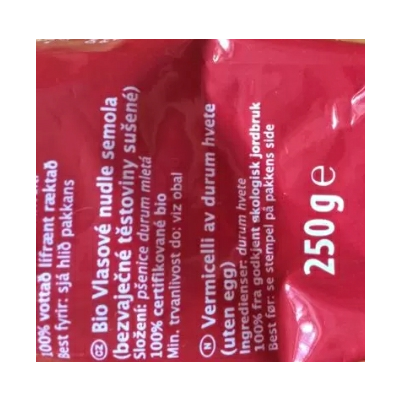 100% vottað lífrænt ræktað
Best fyrir: sjá hlið pakkans
CZ Bio Vlasové nudle semola
(bezvaječné těstoviny sušené)
Složení: pšenice durum mletá
100% certifikované bio
Min. trvanlivost do: viz obal
N Vermicelli av durum hvete
(uten egg)
Ingredienser: durum hvete
100% fra godkjent økologisk jordbruk
Best før: se stempel på pakkens side
250g e